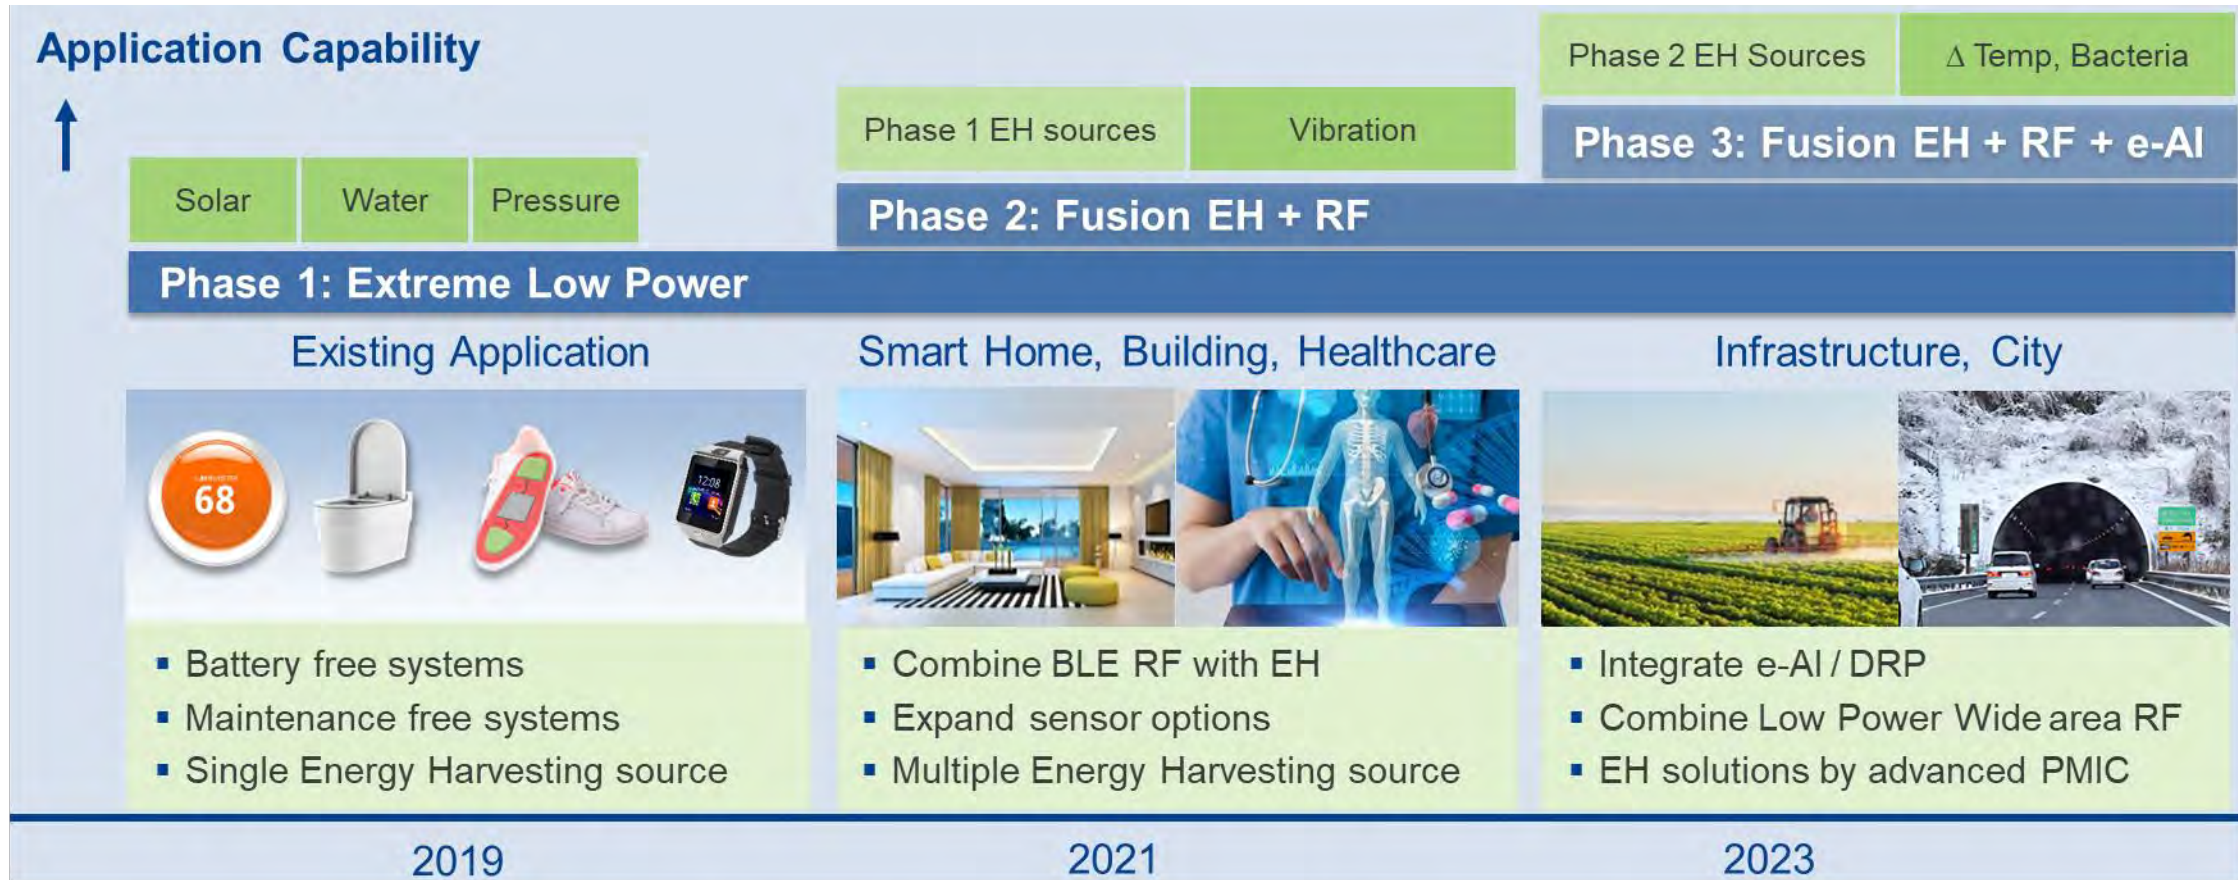 Application Capability
Phase 2 EH Sources
Δ Temp, Bacteria
Phase 1 EH sources
Vibration
Phase 3: Fusion EH + RF + e-AI
Solar
Water
Pressure
Phase 2: Fusion EH + RF
Phase 1: Extreme Low Power
Existing Application
Smart Home, Building, Healthcare
Infrastructure, City
68
12:08
▪ Battery free systems
▪ Maintenance free systems
▪ Single Energy Harvesting source
▪ Combine BLE RF with EH
▪ Expand sensor options
▪ Multiple Energy Harvesting source
▪ Integrate e-AI / DRP
▪ Combine Low Power Wide area RF
▪ EH solutions by advanced PMIC
2019
2021
2023